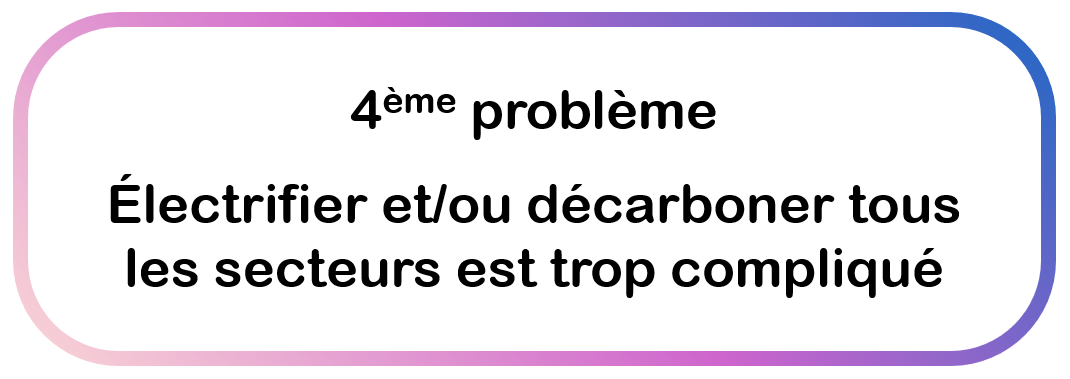 4ème problème
Électrifier et/ou décarboner tous
les secteurs est trop compliqué